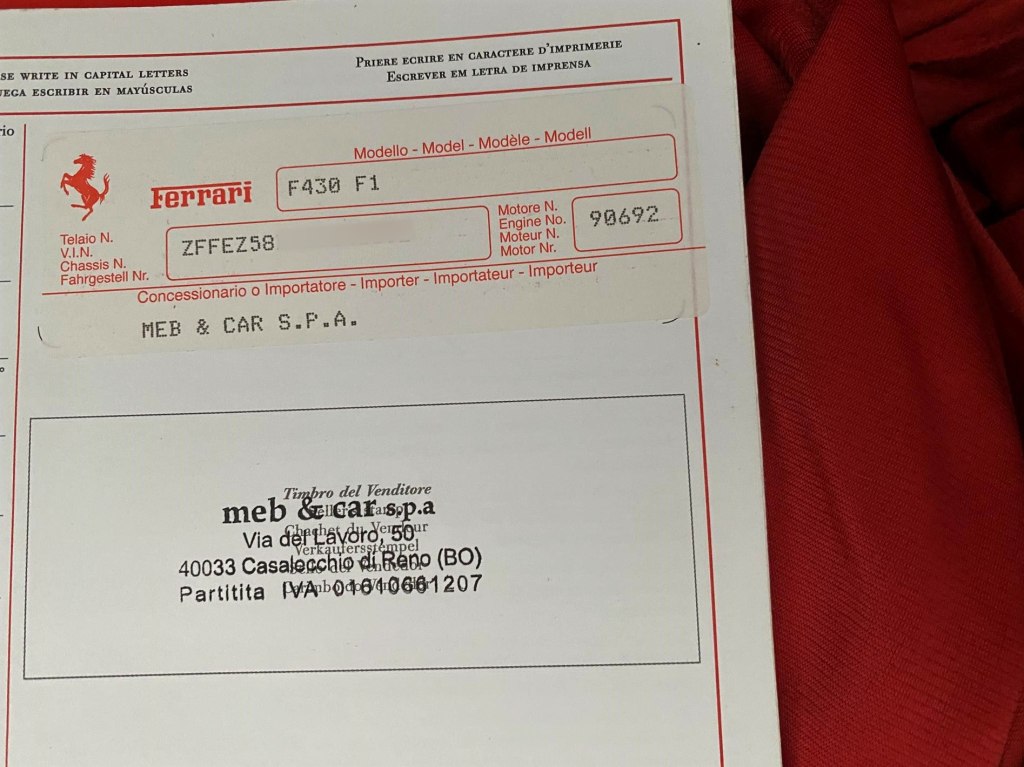 SE WRITE IN CAPITAL LETTERS
UEGA ESCRIBIR EN MAYÚSCULAS
PRIERE ECRIRE EN CARACTERE D'IMPRIMERIE
ESCREVER EM LETRA DE IMPRENSA
rio
Modello - Model - Modèle - Modell
Ferrari
F430 F1
Telaio N.
V.I.N.
Chassis N.
Fahrgestell Nr.
ZFFEZ58
Motore N.
Engine No.
Moteur N.
Motor Nr.
90692
Concessionario o Importatore - Importer - Importateur - Importeur
MEB & CAR S.P.A.
Timbro del Venditore
meb & car s.p.a
Via del Lavoro, 50
Verkäufersstempel
40033 Casalecchio di Reno (BO)
Partitita IVA 01610661207